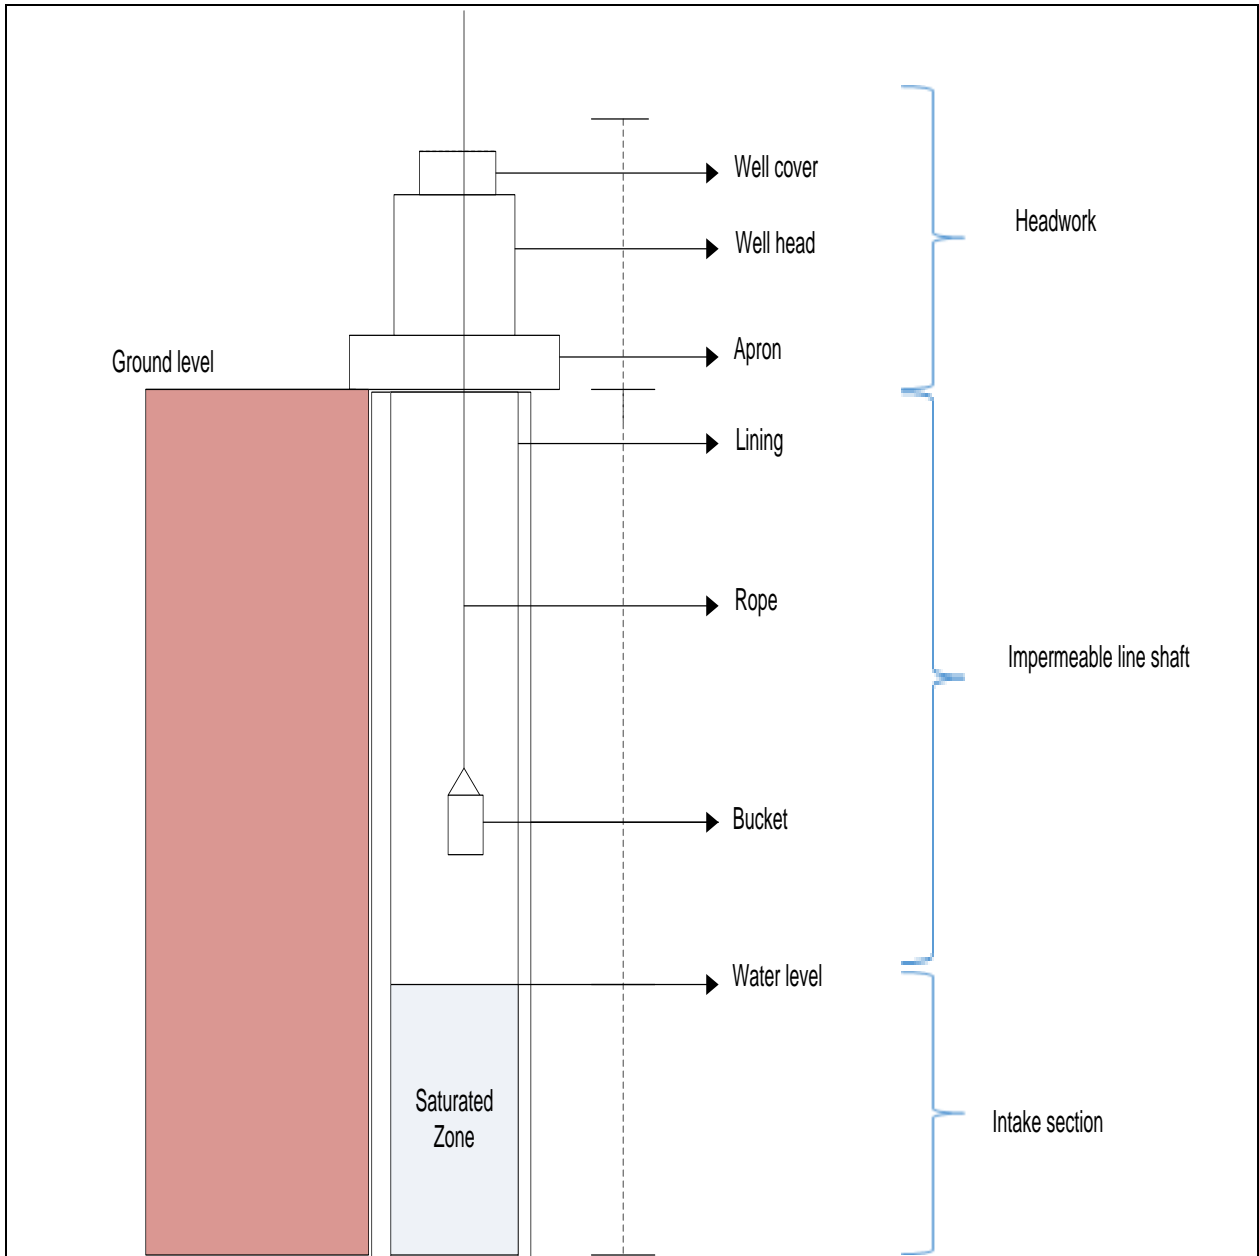 Well cover
Headwork
Well head
Apron
Ground level
Lining
Rope
Impermeable line shaft
Bucket
Water level
Saturated
Zone
Intake section